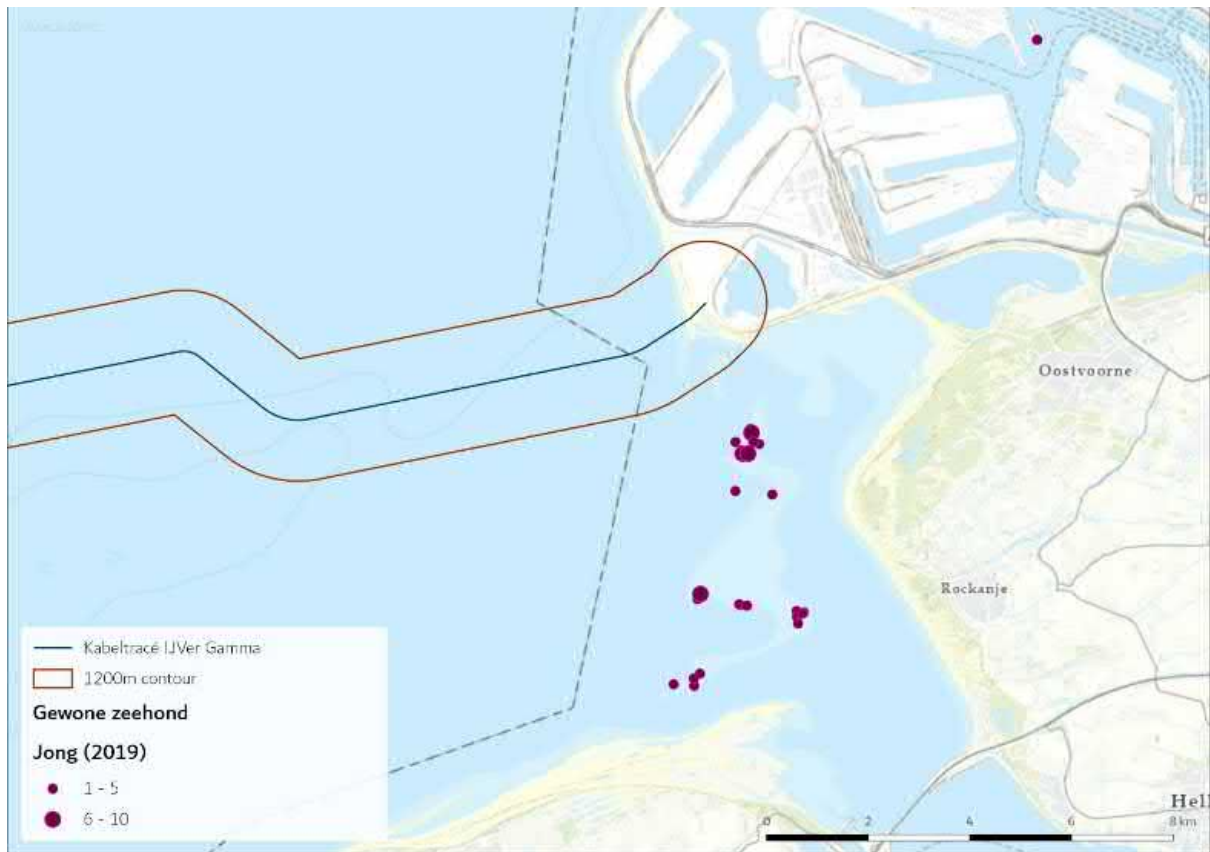 Oostvoorne
Rockanje
Kabeltracé IJVer Gamma
1200m contour
Gewone zeehond
Jong (2019)
1 - 5
6 - 10
Hell
0 2 4 6 8 km